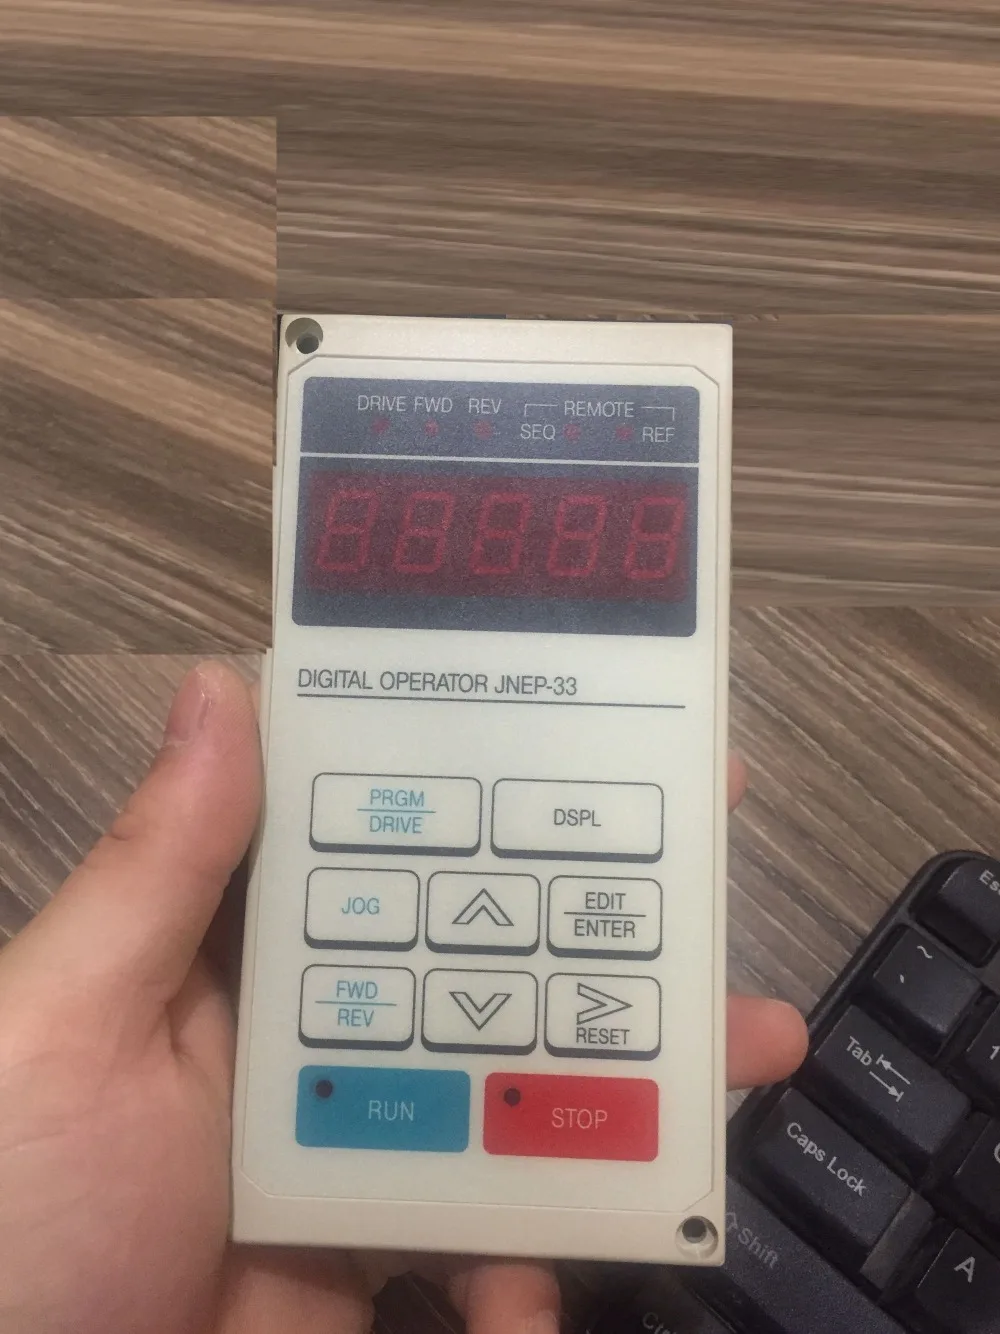 DRIVE FWD REV REMOTE
SEQ REF
DIGITAL OPERATOR JNEP-33
PRGM
DRIVE
DSPL
JOG
EDIT
ENTER
FWD
REV
RESET
RUN
STOP
Tab
Caps Lock
Shift
A